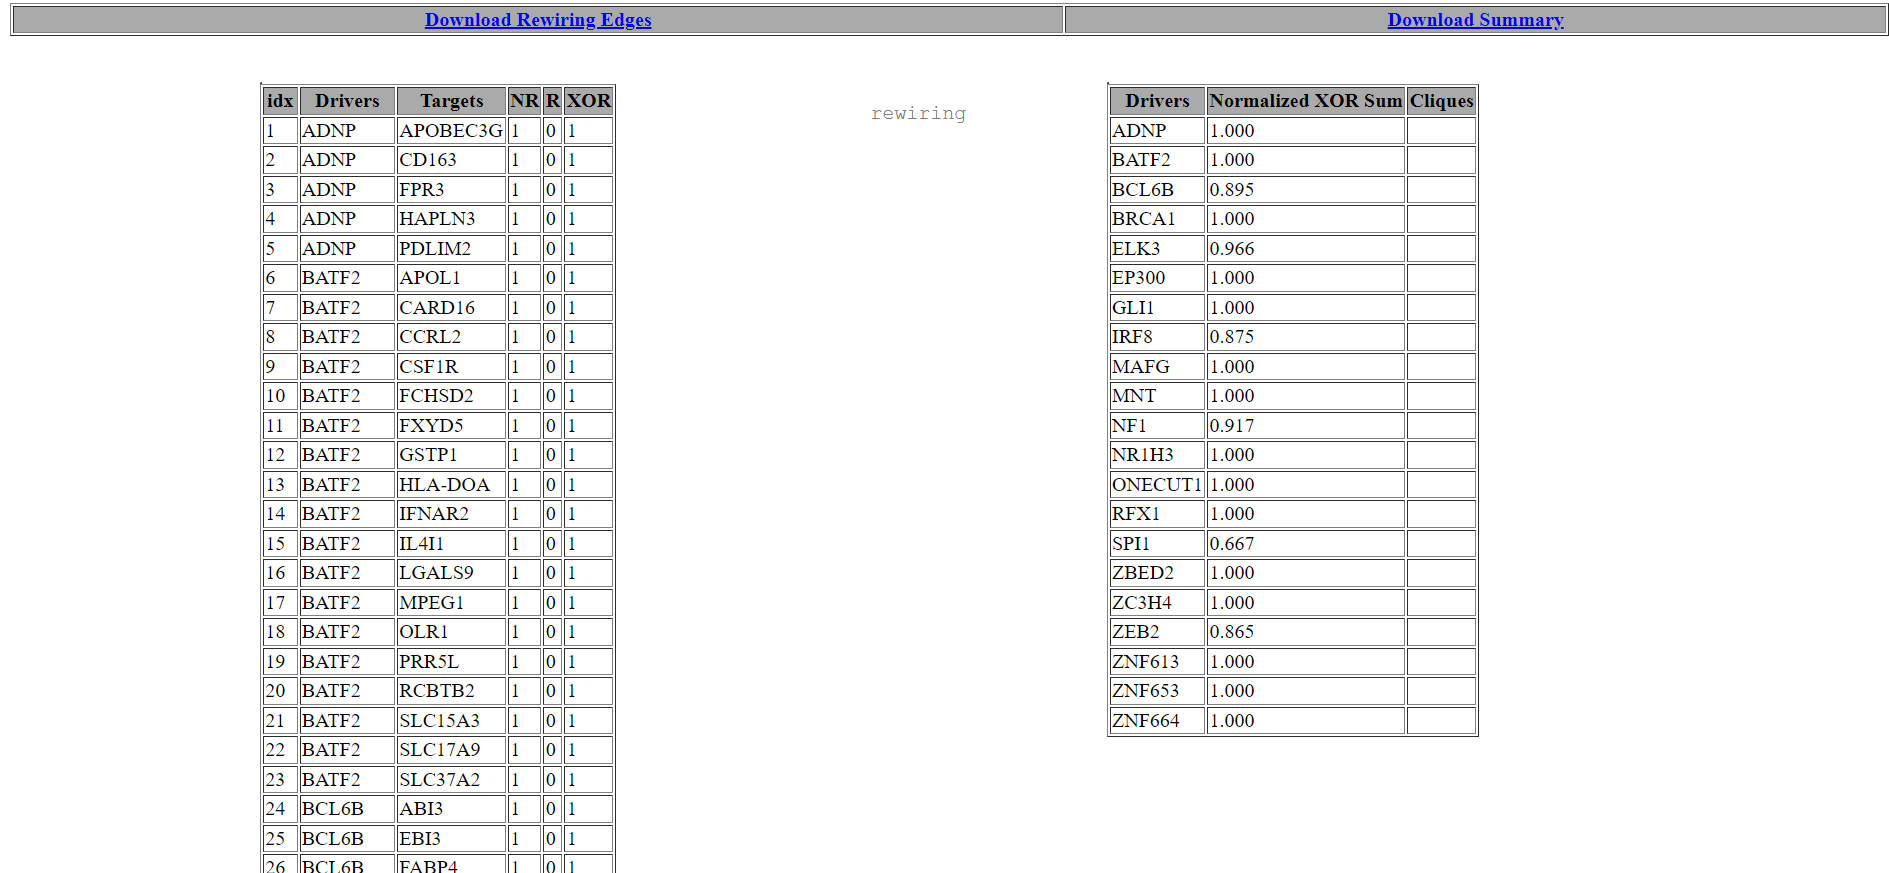 Download Rewiring Edges Download Summary
idx Drivers Targets NR R XOR
1 ADNP APOBEC3G 1 0 1
2 ADNP CD163 1 0 1
3 ADNP FPR3 1 0 1
4 ADNP HAPLN3 1 0 1
5 ADNP PDLIM2 1 0 1
6 BATF2 APOL1 1 0 1
7 BATF2 CARD16 1 0 1
8 BATF2 CCRL2 1 0 1
9 BATF2 CSF1R 1 0 1
10 BATF2 FCHSD2 1 0 1
11 BATF2 FXYD5 1 0 1
12 BATF2 GSTP1 1 0 1
13 BATF2 HLA-DOA 1 0 1
14 BATF2 IFNAR2 1 0 1
15 BATF2 IL4I1 1 0 1
16 BATF2 LGALS9 1 0 1
17 BATF2 MPEG1 1 0 1
18 BATF2 OLR1 1 0 1
19 BATF2 PRR5L 1 0 1
20 BATF2 RCBTB2 1 0 1
21 BATF2 SLC15A3 1 0 1
22 BATF2 SLC17A9 1 0 1
23 BATF2 SLC37A2 1 0 1
24 BCL6B ABI3 1 0 1
25 BCL6B EBI3 1 0 1
26 BCL6B FABP4 1 0 1
rewiring
Drivers Normalized XOR Sum Cliques
ADNP 1.000
BATF2 1.000
BCL6B 0.895
BRCA1 1.000
ELK3 0.966
EP300 1.000
GLI1 1.000
IRF8 0.875
MAFG 1.000
MNT 1.000
NF1 0.917
NR1H3 1.000
ONECUT1 1.000
RFX1 1.000
SPI1 0.667
ZBED2 1.000
ZC3H4 1.000
ZEB2 0.865
ZNF613 1.000
ZNF653 1.000
ZNF664 1.000